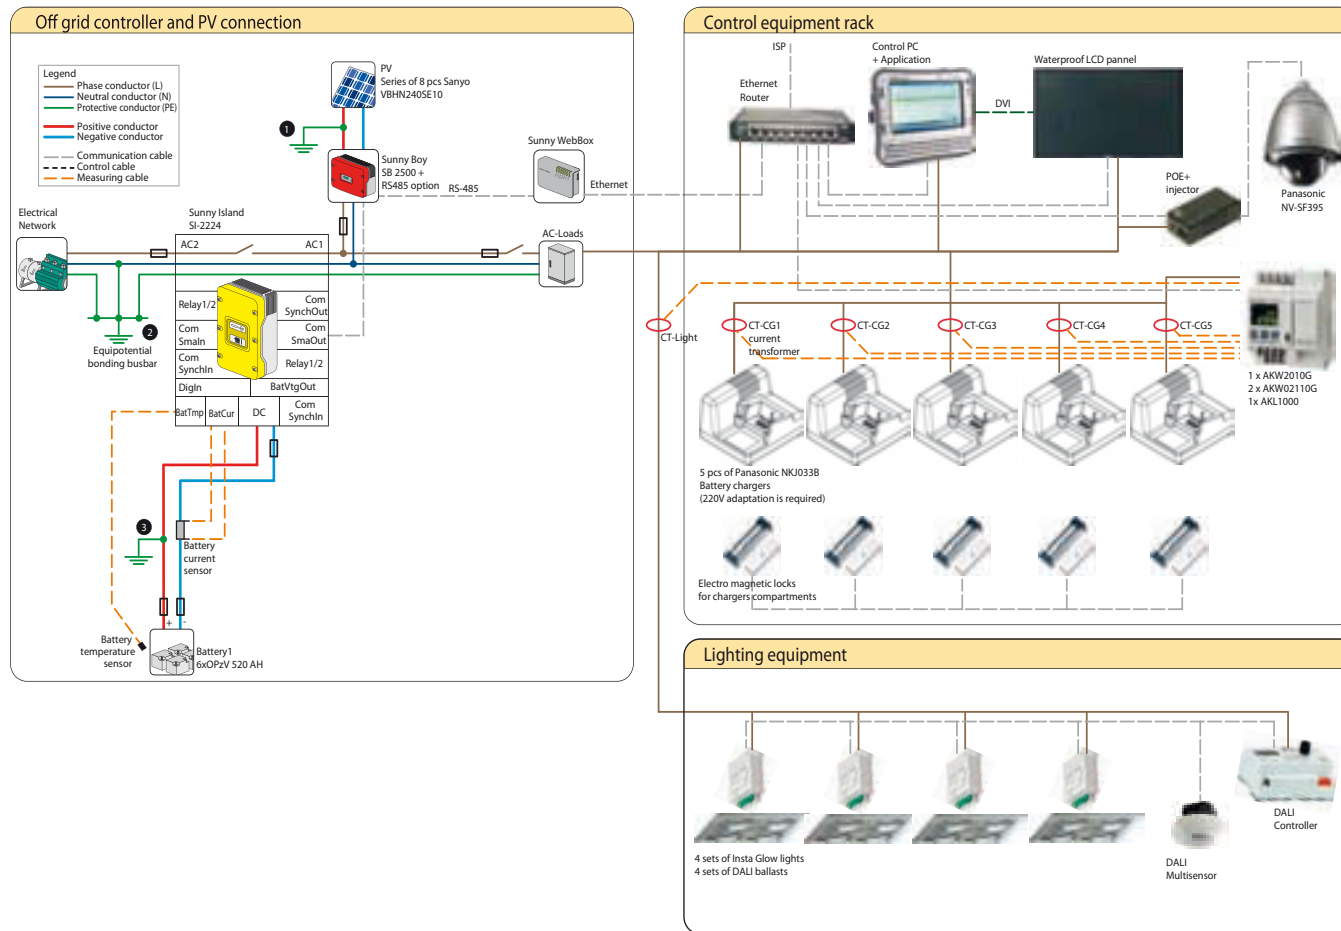 Off grid controller and PV connection
Legend
Phase conductor (L)
Neutral conductor (N)
Protective conductor (PE)
Positive conductor
Negative conductor
Communication cable
Control cable
Measuring cable
PV
Series of 8 pcs Sanyo
VBHN240SE10
1
Sunny Boy
SB 2500 +
RS485 option
RS-485
Sunny WebBox
Ethernet
Electrical
Network
Sunny Island
SI-2224
AC2
AC1
AC-Loads
Relay1/2
Com
SynchOut
Com
SmaIn
Com
SmaOut
Com
SynchIn
Relay1/2
DigIn
BatVtgOut
BatTmp
BatCur
DC
Com
SynchIn
2
Equipotential
bonding busbar
3
Battery
current
sensor
+
-
Battery
temperature
sensor
Battery1
6xOPzV 520 AH
Control equipment rack
ISP
Ethernet
Router
Control PC
+ Application
DVI
Waterproof LCD pannel
POE+
injector
Panasonic
NV-SF395
CT-Light
CT-CG1
current
transformer
CT-CG2
CT-CG3
CT-CG4
CT-CG5
1 x AKW2010G
2 x AKW02110G
1x AKL1000
5 pcs of Panasonic NKJ033B
Battery chargers
(220V adaptation is required)
Electro magnetic locks
for chargers compartments
Lighting equipment
4 sets of Insta Glow lights
4 sets of DALI ballasts
DALI
Multisensor
DALI
Controller